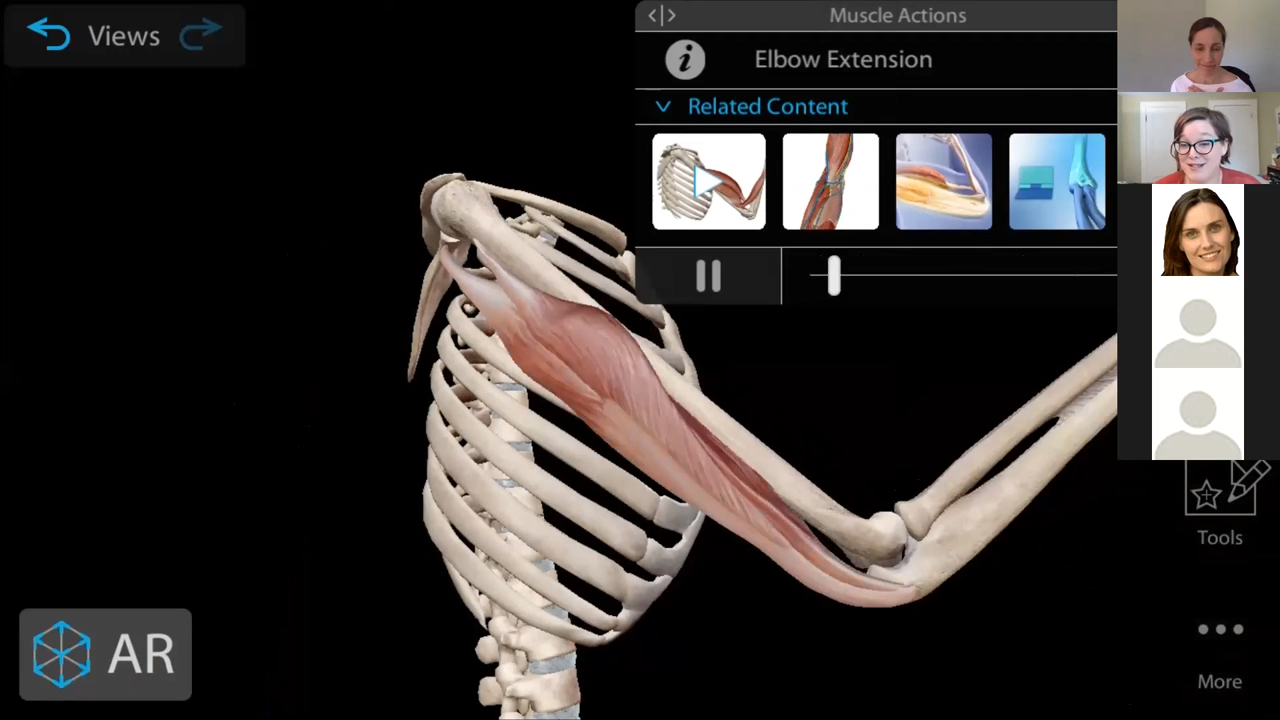 Views
Muscle Actions
i
Elbow Extension
Related Content
AR
Tools
More